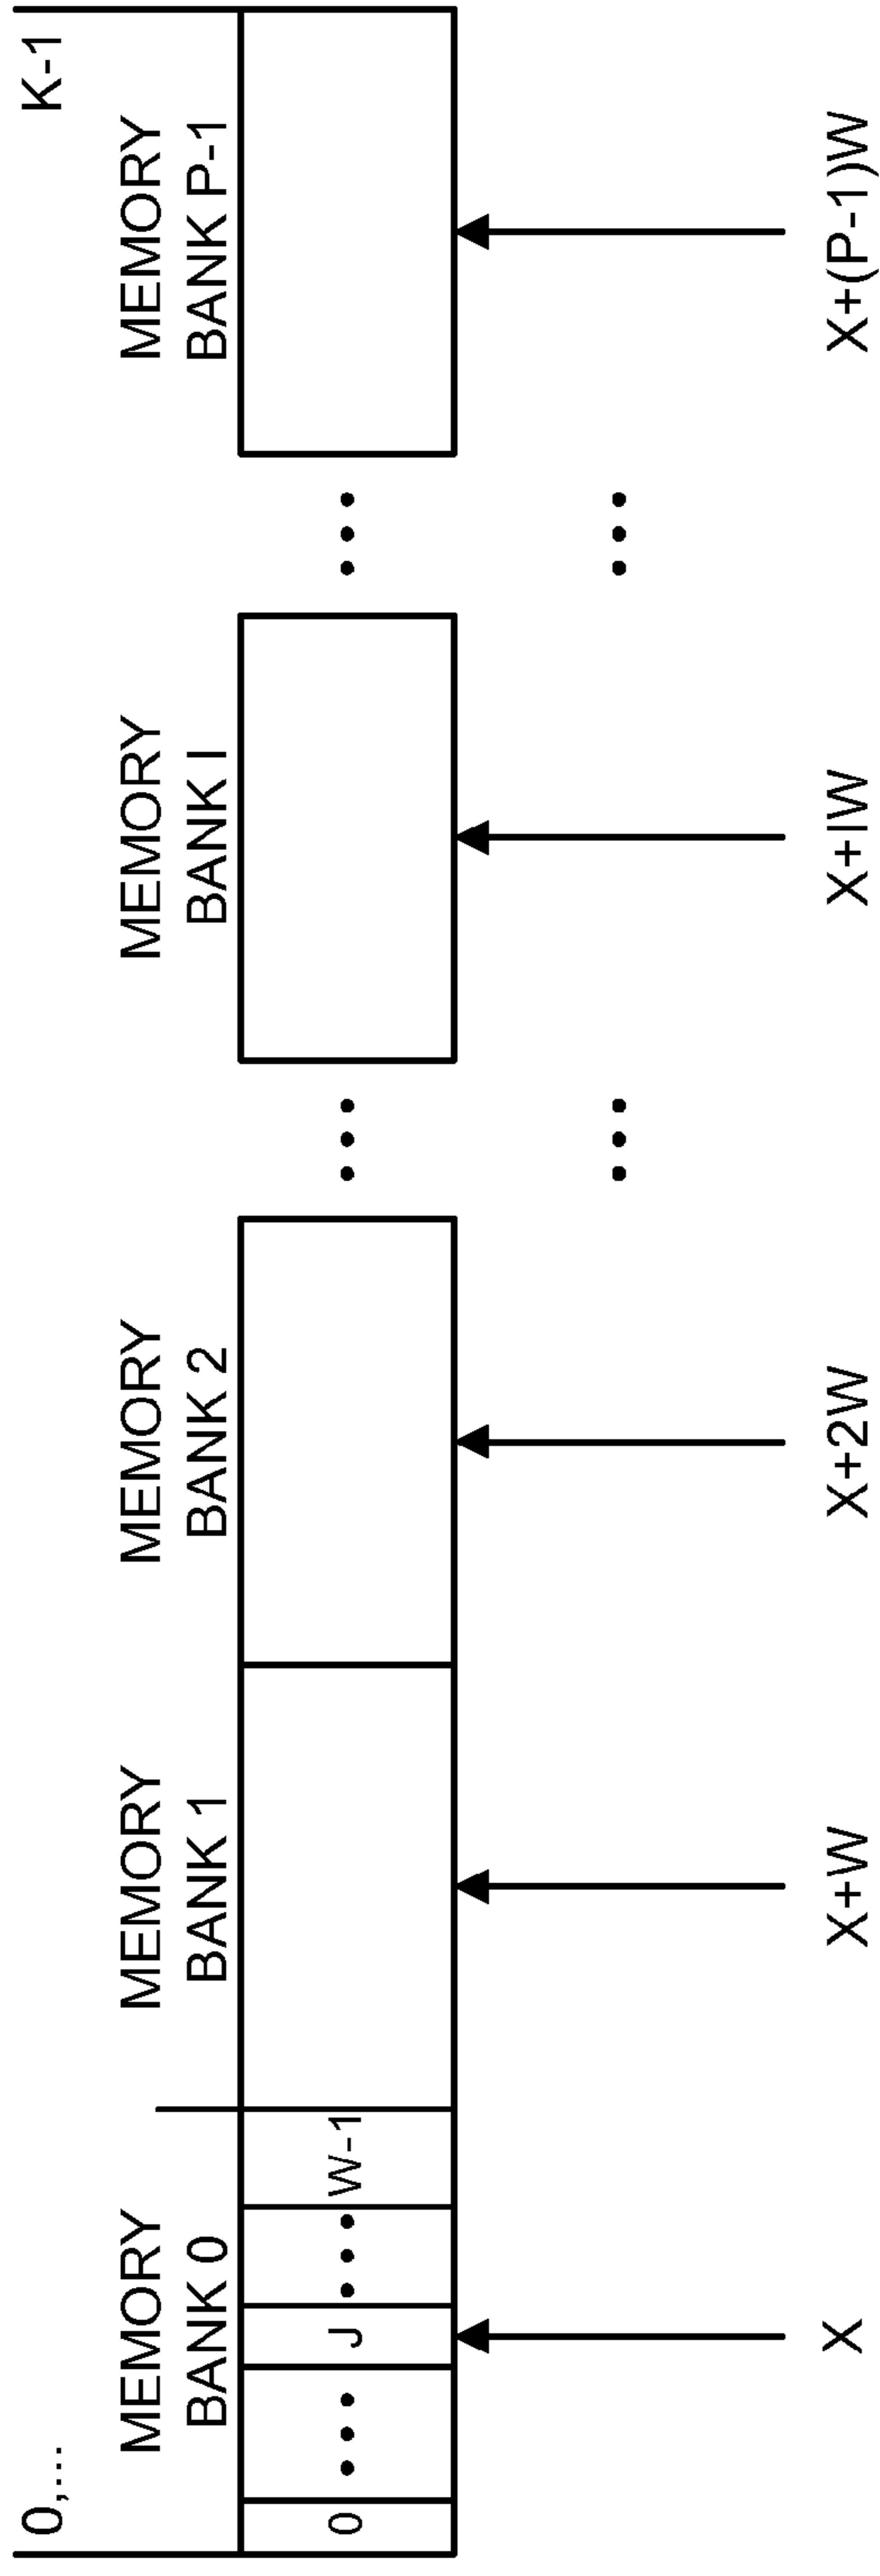 0,...
K-1
MEMORY
BANK 0
MEMORY
BANK 1
MEMORY
BANK 2
MEMORY
BANK I
MEMORY
BANK P-1
0
...
J
...
W-1
...
...
...
...
X
X+W
X+2W
X+IW
X+(P-1)W